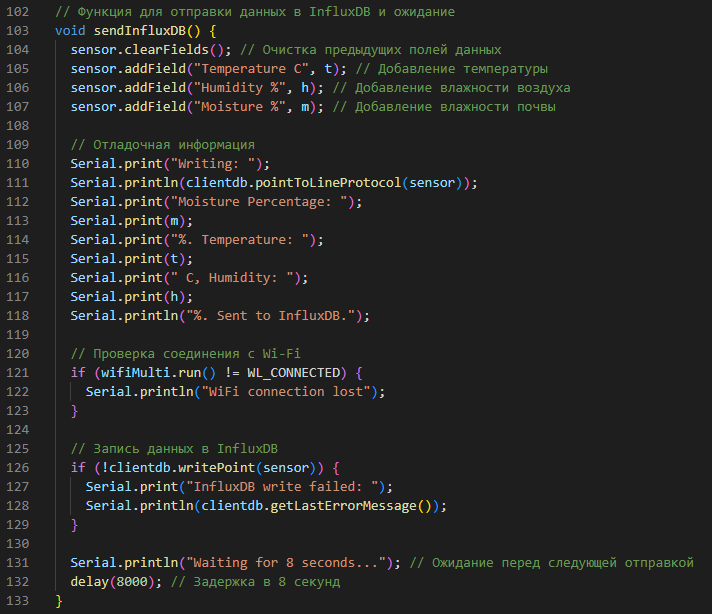 102 // Функция для отправки данных в InfluxDB и ожидание
103 void sendInfluxDB() {
104   sensor.clearFields(); // Очистка предыдущих полей данных
105   sensor.addField("Temperature C", t); // Добавление температуры
106   sensor.addField("Humidity %", h); // Добавление влажности воздуха
107   sensor.addField("Moisture %", m); // Добавление влажности почвы
108
109   // Отладочная информация
110   Serial.print("Writing: ");
111   Serial.println(clientdb.pointToLineProtocol(sensor));
112   Serial.print("Moisture Percentage: ");
113   Serial.print(m);
114   Serial.print("%. Temperature: ");
115   Serial.print(t);
116   Serial.print(" C, Humidity: ");
117   Serial.print(h);
118   Serial.println("%. Sent to InfluxDB.");
119
120   // Проверка соединения с Wi-Fi
121   if (wifiMulti.run() != WL_CONNECTED) {
122     Serial.println("WiFi connection lost");
123   }
124
125   // Запись данных в InfluxDB
126   if (!clientdb.writePoint(sensor)) {
127     Serial.print("InfluxDB write failed: ");
128     Serial.println(clientdb.getLastErrorMessage());
129   }
130
131   Serial.println("Waiting for 8 seconds..."); // Ожидание перед следующей отправкой
132   delay(8000); // Задержка в 8 секунд
133 }